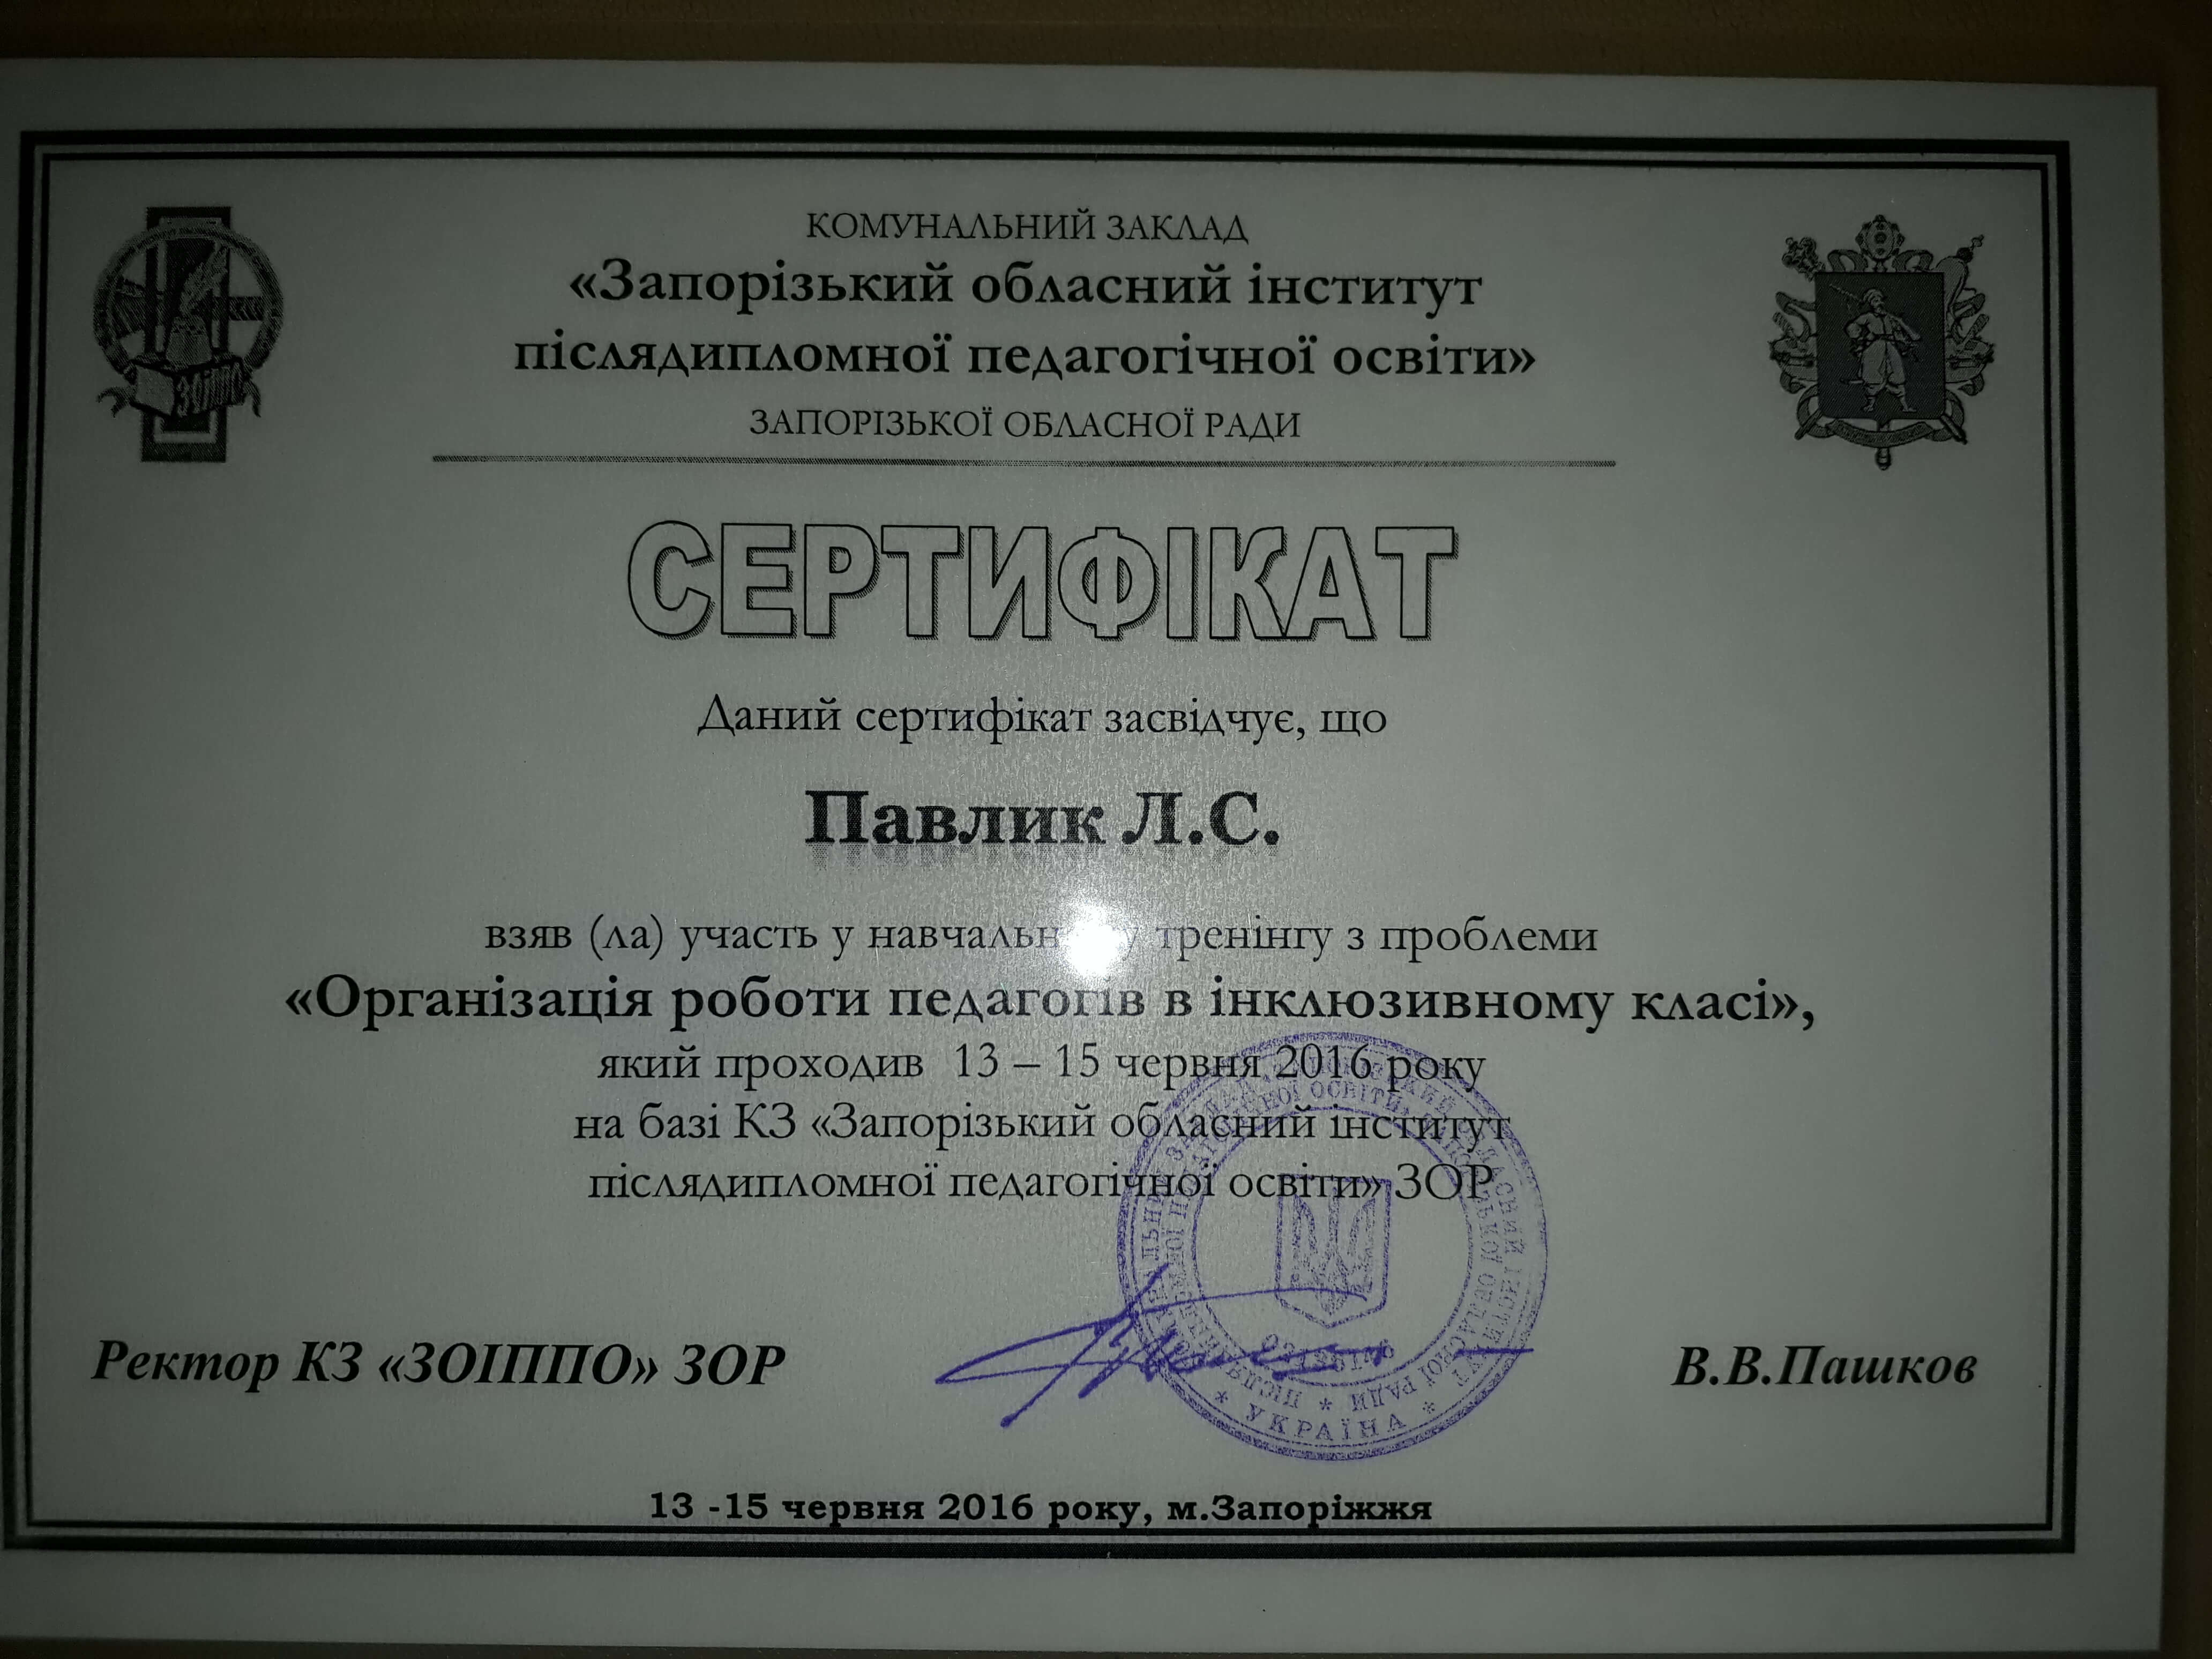 КОМУНАЛЬНИЙ ЗАКЛАД
«Запорізький обласний інститут
післядипломної педагогічної освіти»
ЗАПОРІЗЬКОЇ ОБЛАСНОЇ РАДИ
ЗОІППО
СЕРТИФІКАТ
Даний сертифікат засвідчує, що
Павлик Л.С.
взяв (ла) участь у тренінгу з проблеми
«Організація роботи педагогів в інклюзивному класі»,
який проходив 13 – 15 червня 2016 року
на базі КЗ «Запорізький обласний інститут
післядипломної педагогічної освіти» ЗОР
Ректор КЗ «ЗОІППО» ЗОР
В.В.Пашков
* УКРАЇНА *
13 -15 червня 2016 року, м.Запоріжжя